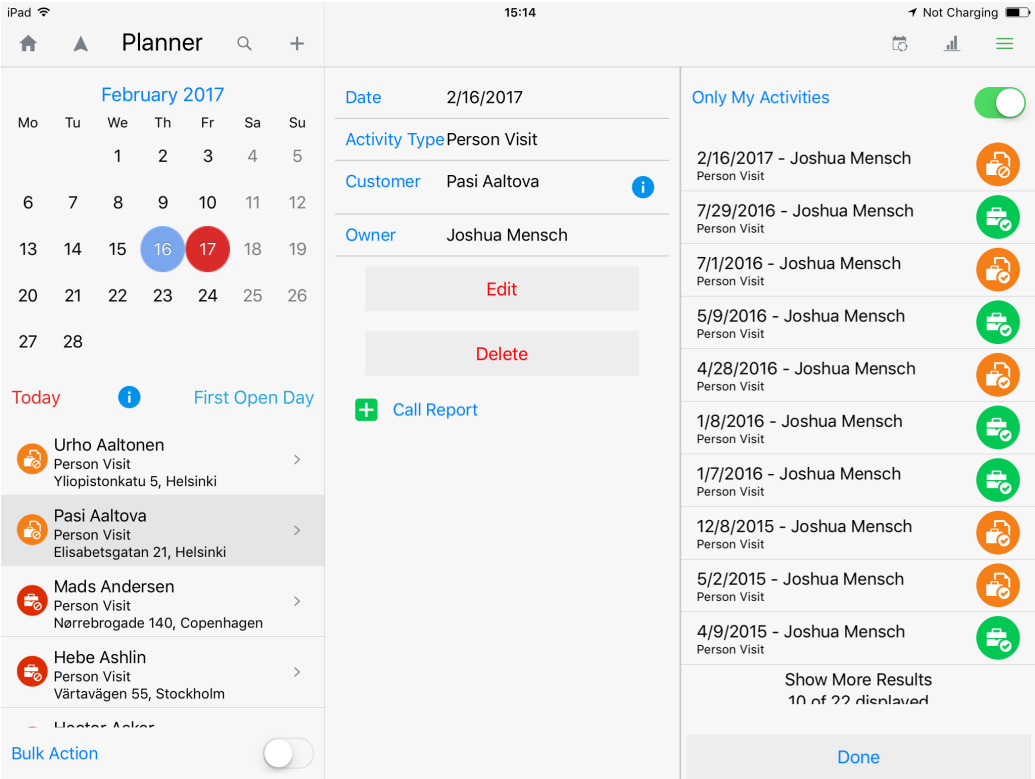 iPad
15:14
Not Charging
Planner
February 2017
Mo Tu We Th Fr Sa Su
1 2 3 4 5
6 7 8 9 10 11 12
13 14 15 16 17 18 19
20 21 22 23 24 25 26
27 28
Today
First Open Day
Urho Aaltonen
Person Visit
Yliopistonkatu 5, Helsinki
Pasi Aaltova
Person Visit
Elisabetsgatan 21, Helsinki
Mads Andersen
Person Visit
Nørrebrogade 140, Copenhagen
Hebe Ashlin
Person Visit
Värtavägen 55, Stockholm
Hector Askar
Bulk Action
Date 2/16/2017
Activity Type Person Visit
Customer Pasi Aaltova
Owner Joshua Mensch
Edit
Delete
Call Report
Only My Activities
2/16/2017 - Joshua Mensch
Person Visit
7/29/2016 - Joshua Mensch
Person Visit
7/1/2016 - Joshua Mensch
Person Visit
5/9/2016 - Joshua Mensch
Person Visit
4/28/2016 - Joshua Mensch
Person Visit
1/8/2016 - Joshua Mensch
Person Visit
1/7/2016 - Joshua Mensch
Person Visit
12/8/2015 - Joshua Mensch
Person Visit
5/2/2015 - Joshua Mensch
Person Visit
4/9/2015 - Joshua Mensch
Person Visit
Show More Results
10 of 22 displayed
Done